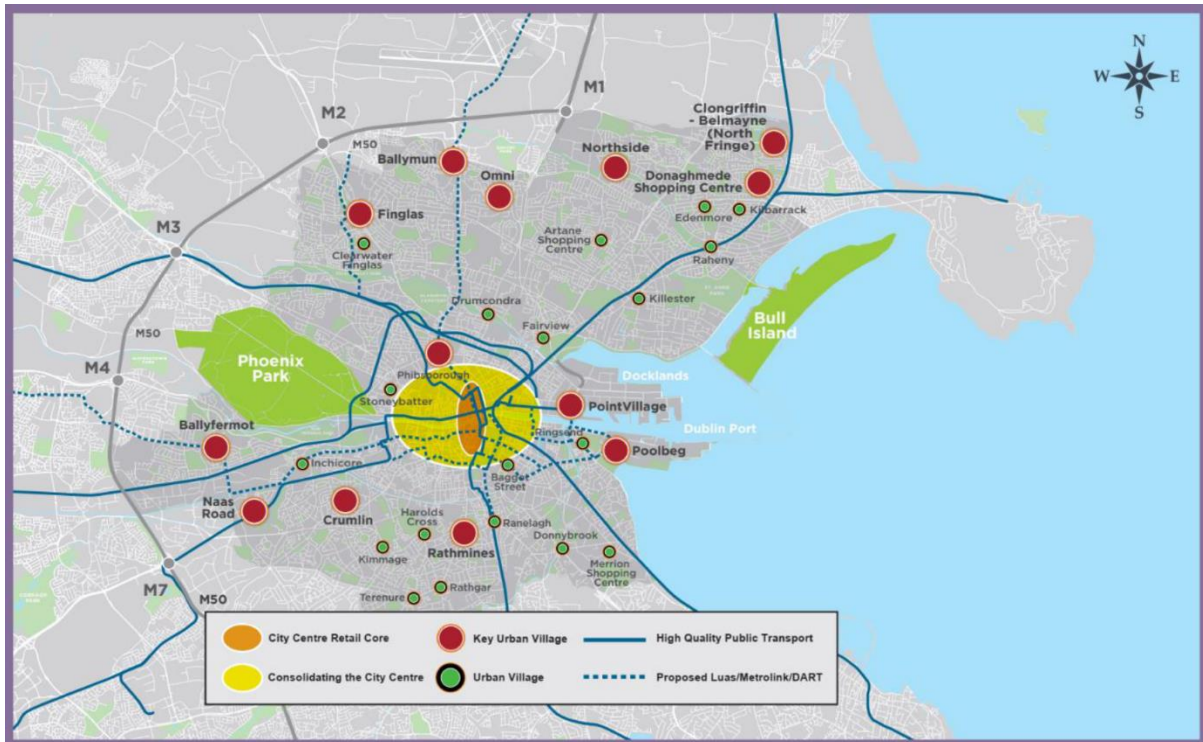 N
W
E
S
M1
M2
M50
Clongriffin
- Belmayne
(North
Fringe)
Ballymun
Northside
Omni
Donaghmede
Shopping Centre
Finglas
Edenmore
Kilbarrack
Clearwater
Finglas
Artane
Shopping
Centre
Raheny
M3
Drumcondra
Killester
Fairview
Bull
Island
M50
Phoenix
Park
M4
Phibsborough
Docklands
Stoneybatter
PointVillage
Ballyfermot
Ringsend
Dublin Port
Poolbeg
Inchicore
Baggot
Street
Naas
Road
Crumlin
Harolds
Cross
Ranelagh
Rathmines
Donnybrook
Kimmage
Merrion
Shopping
Centre
M7
Rathgar
Terenure
M50
City Centre Retail Core
Key Urban Village
High Quality Public Transport
Consolidating the City Centre
Urban Village
Proposed Luas/Metrolink/DART